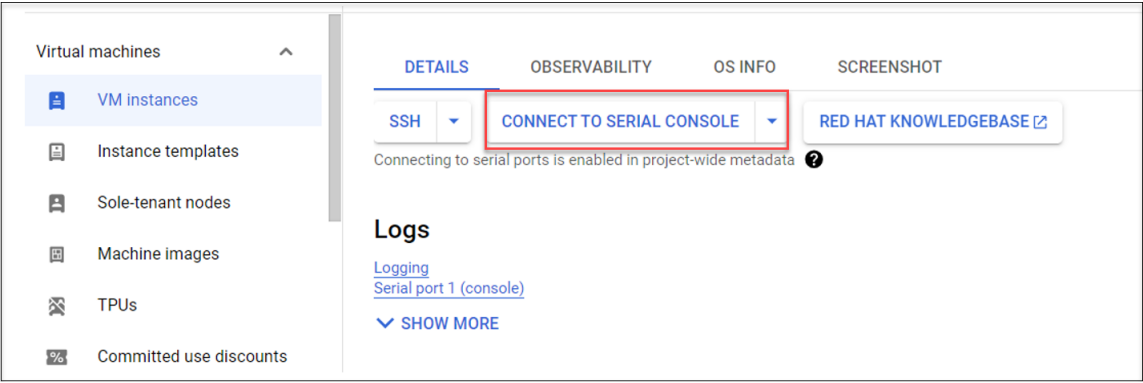 Virtual machines
VM instances
Instance templates
Sole-tenant nodes
Machine images
TPUs
Committed use discounts
DETAILS OBSERVABILITY OS INFO SCREENSHOT
SSH CONNECT TO SERIAL CONSOLE RED HAT KNOWLEDGEBASE
Connecting to serial ports is enabled in project-wide metadata ?
Logs
Logging
Serial port 1 (console)
SHOW MORE